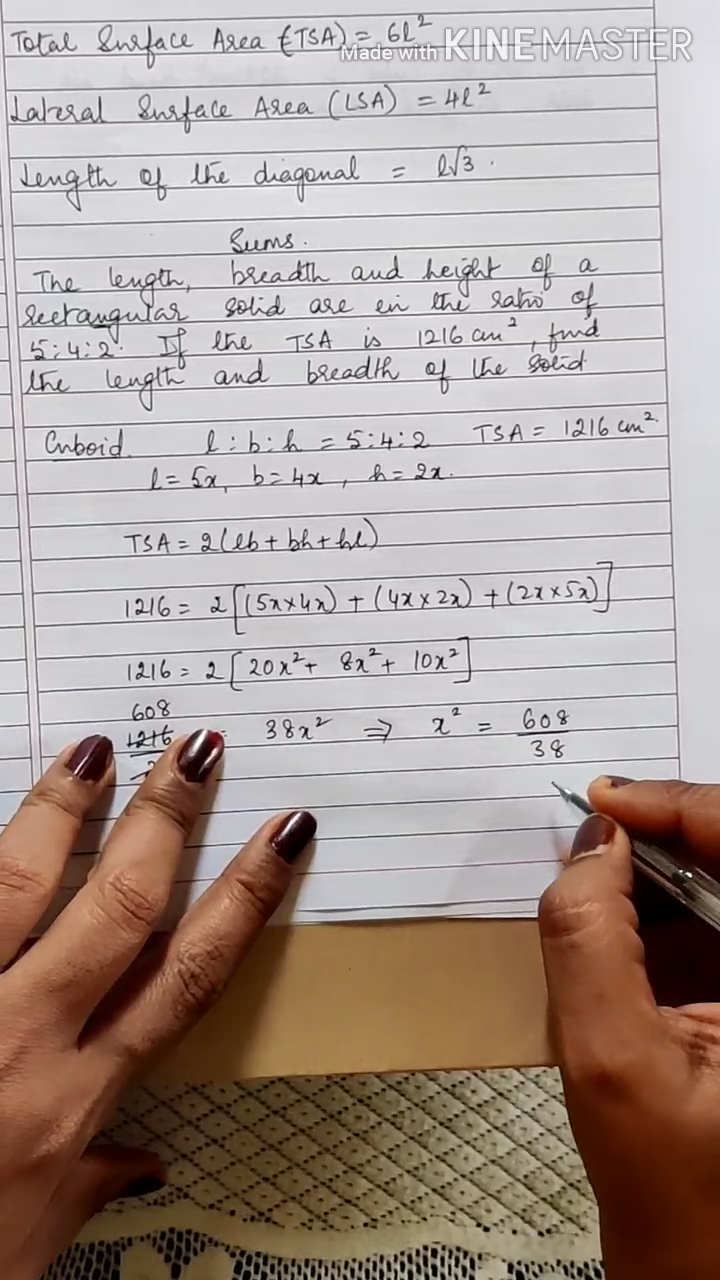 Total Surface Area (TSA) = 6l²
Made with KINEMASTER
Lateral Surface Area (LSA) = 4l²
Length of the diagonal = l√3.
Sums.
The length, breadth and height of a
rectangular solid are in the ratio of
5:4:2. If the TSA is 1216 cm², find
the length and breadth of the solid.
Cuboid. l : b : h = 5:4:2 TSA = 1216 cm².
l = 5x, b = 4x, h = 2x.
TSA = 2(lb + bh + hl)
1216 = 2[(5x×4x) + (4x×2x) + (2x×5x)]
1216 = 2[20x² + 8x² + 10x²]
608
1216 = 38x² ⇒ x² = 608
38